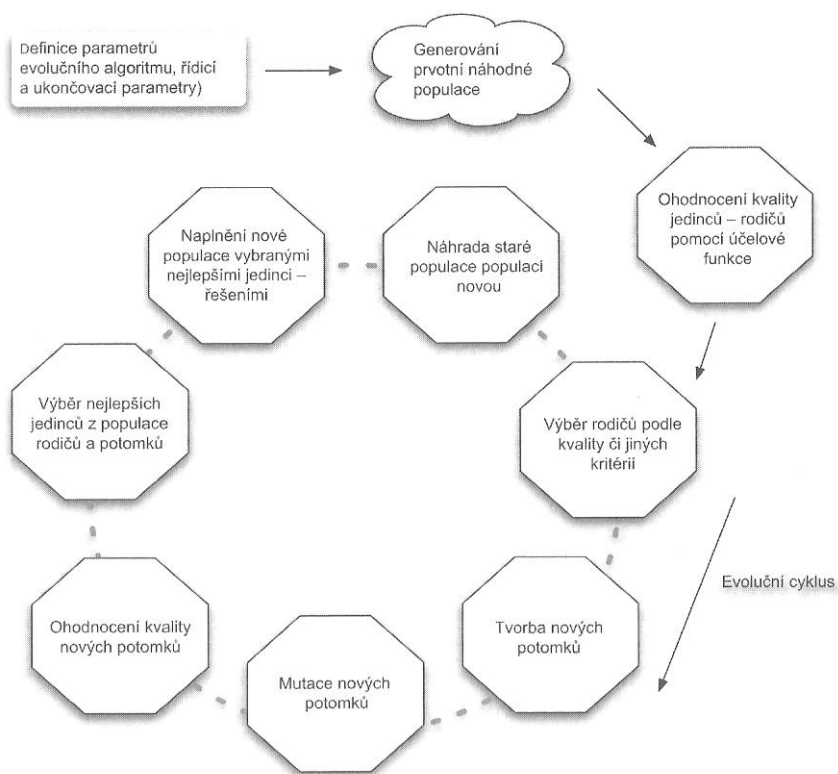 Definice parametrů
evolučního algoritmu, řídicí
a ukončovací parametry)
Generování
prvotní náhodné
populace
Ohodnocení kvality
jedinců – rodičů
pomocí účelové
funkce
Naplnění nové
populace vybranými
nejlepšími jedinci –
řešeními
Náhrada staré
populace populací
novou
Výběr nejlepších
jedinců z populace
rodičů a potomků
Výběr rodičů podle
kvality či jiných
kritérií
Evoluční cyklus
Ohodnocení kvality
nových potomků
Mutace nových
potomků
Tvorba nových
potomků